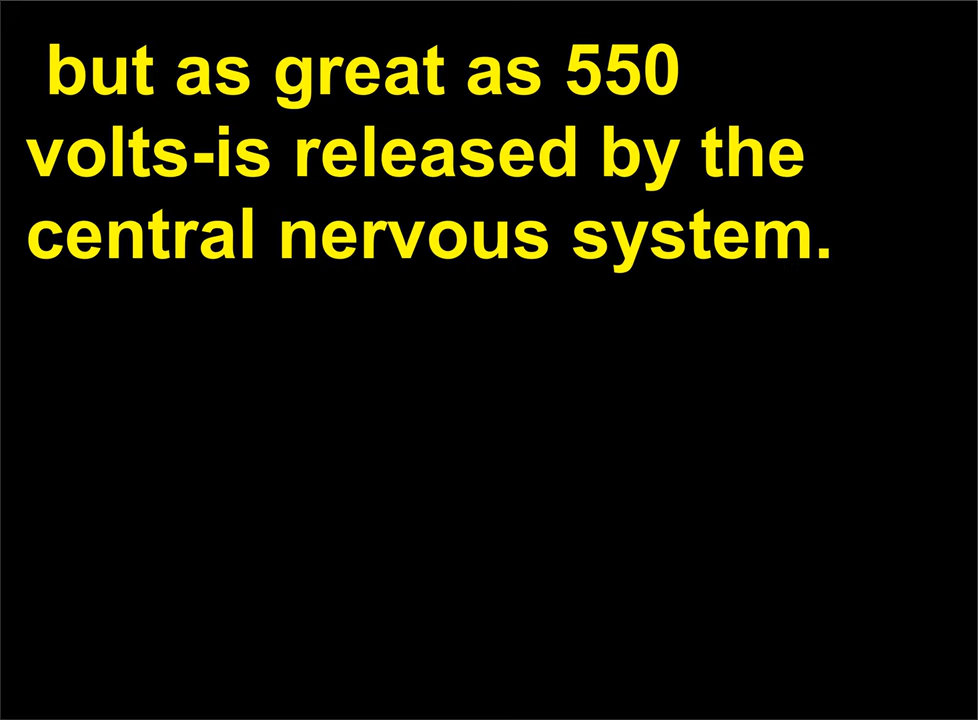 but as great as 550
volts-is released by the
central nervous system.